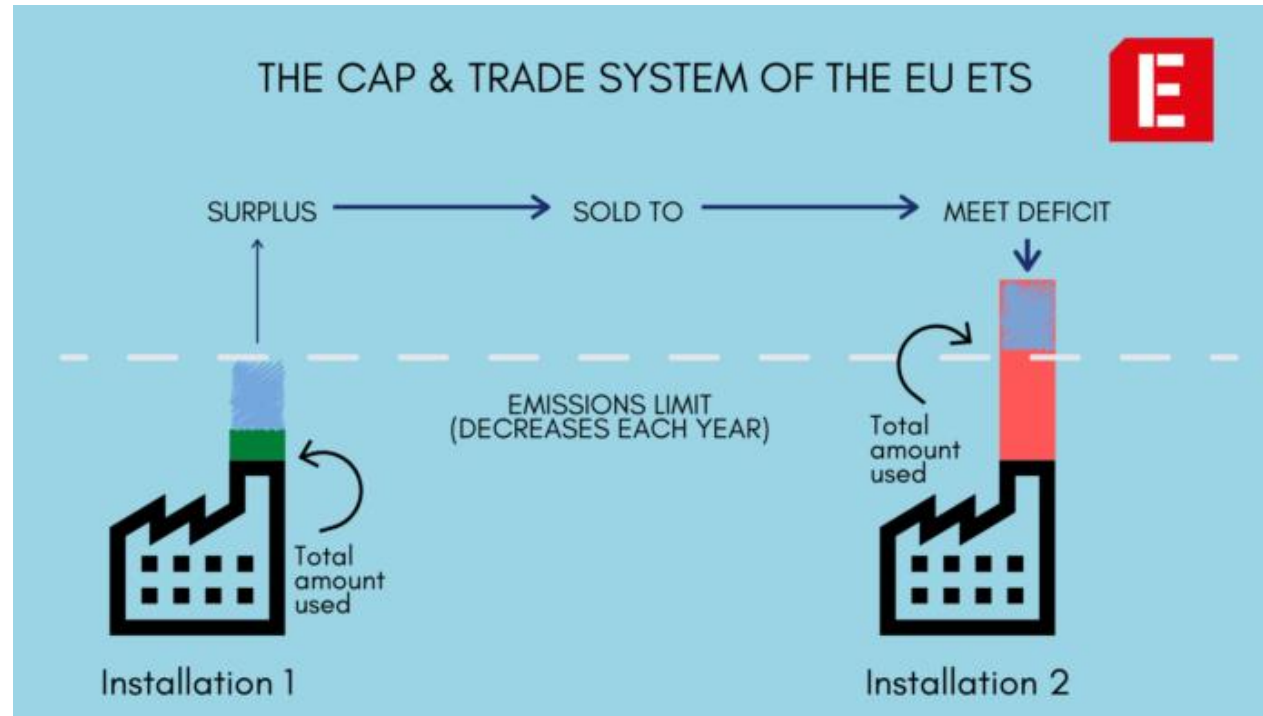 THE CAP & TRADE SYSTEM OF THE EU ETS
E
SURPLUS
SOLD TO
MEET DEFICIT
EMISSIONS LIMIT
(DECREASES EACH YEAR)
Total
amount
used
Total
amount
used
Installation 1
Installation 2